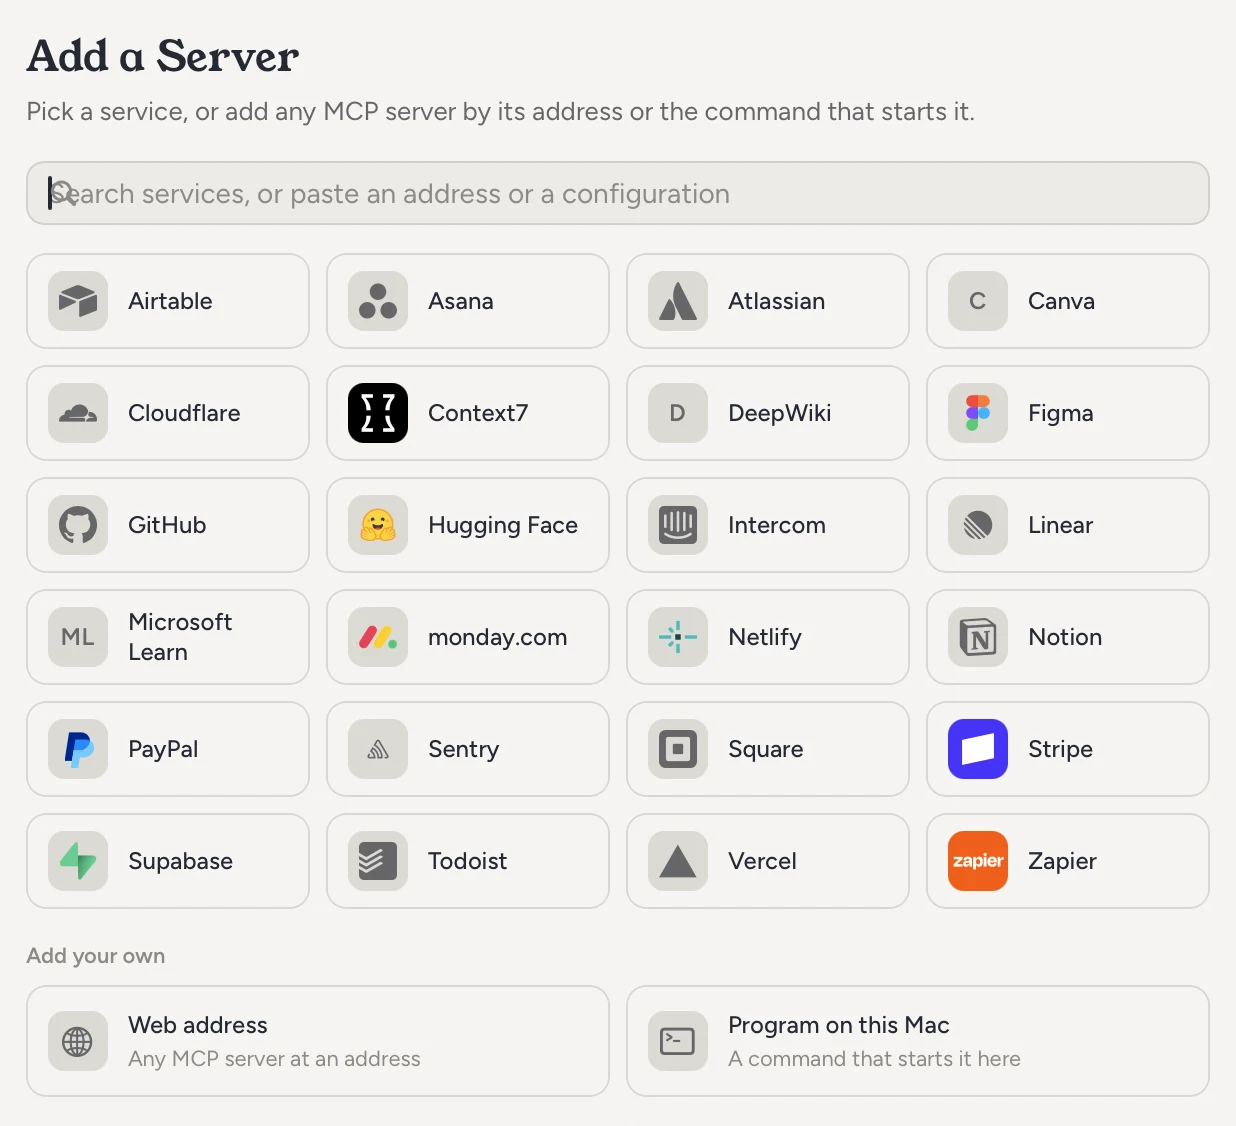 Add a Server
Pick a service, or add any MCP server by its address or the command that starts it.
Search services, or paste an address or a configuration
Airtable
Asana
Atlassian
C
Canva
Cloudflare
Context7
D
DeepWiki
Figma
GitHub
Hugging Face
Intercom
Linear
ML
Microsoft
Learn
monday.com
Netlify
N
Notion
PayPal
Sentry
Square
Stripe
Supabase
Todoist
Vercel
zapier
Zapier
Add your own
Web address
Any MCP server at an address
Program on this Mac
A command that starts it here